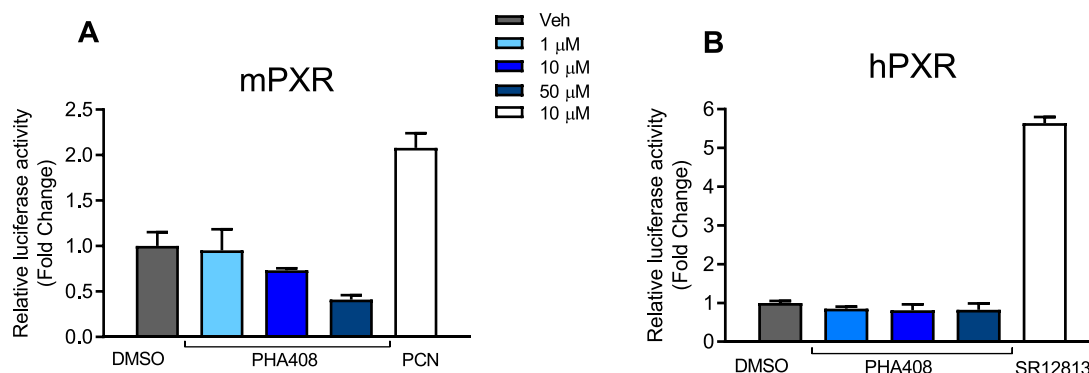 A
mPXR
Relative luciferase activity
(Fold Change)
2.5
2.0
1.5
1.0
0.5
0.0
DMSO
PHA408
PCN
Veh
1 μM
10 μM
50 μM
10 μM
B
hPXR
Relative luciferase activity
(Fold Change)
6
5
4
3
2
1
0
DMSO
PHA408
SR12813